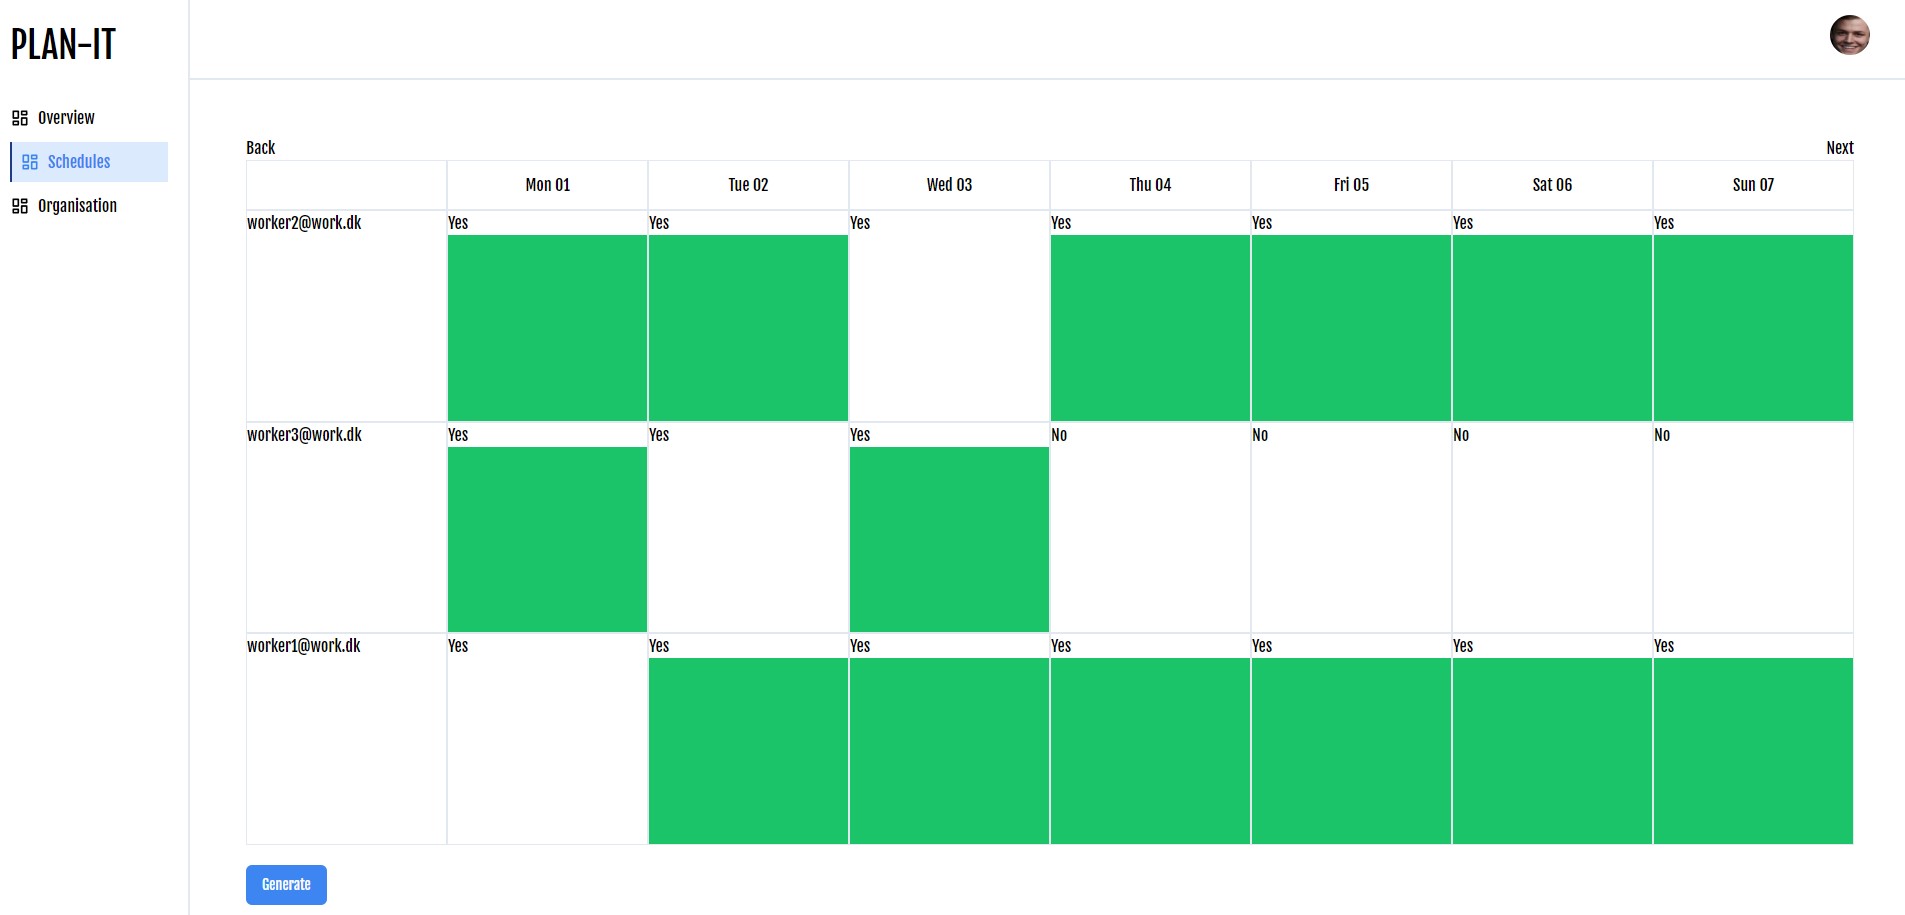 PLAN-IT
Overview
Schedules
Organisation
Back Next
Mon 01 Tue 02 Wed 03 Thu 04 Fri 05 Sat 06 Sun 07
worker2@work.dk Yes Yes Yes Yes Yes Yes Yes
worker3@work.dk Yes Yes Yes No No No No
worker1@work.dk Yes Yes Yes Yes Yes Yes Yes
Generate